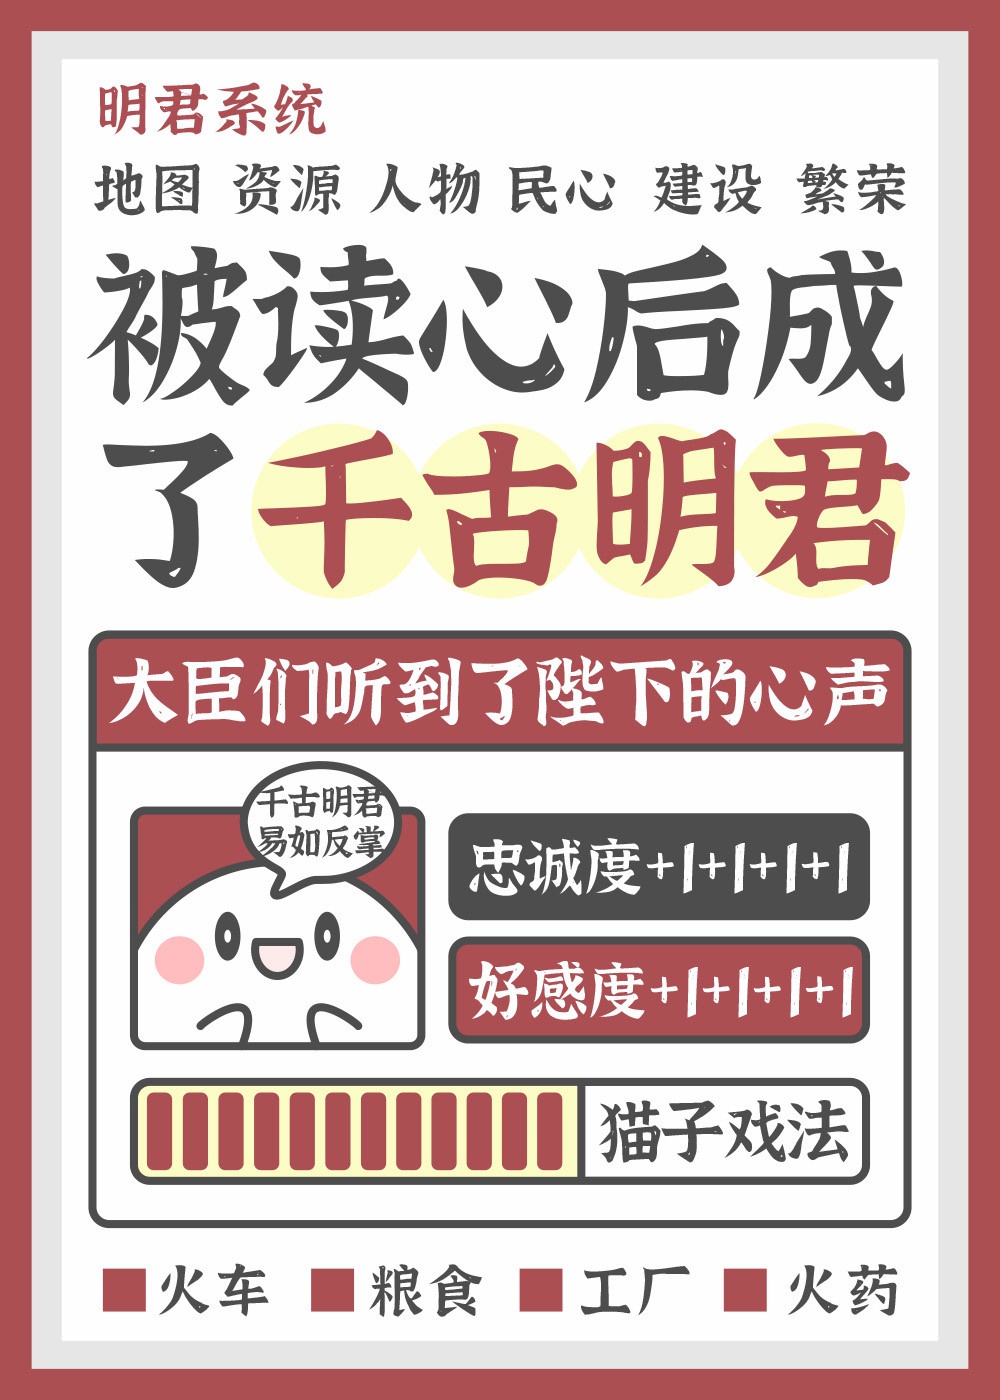 明君系统
地图 资源 人物 民心 建设 繁荣
被读心后成
了千古明君
大臣们听到了陛下的心声
千古明君
易如反掌
忠诚度+1+1+1+1
好感度+1+1+1+1
猫子戏法
火车 粮食 工厂 火药